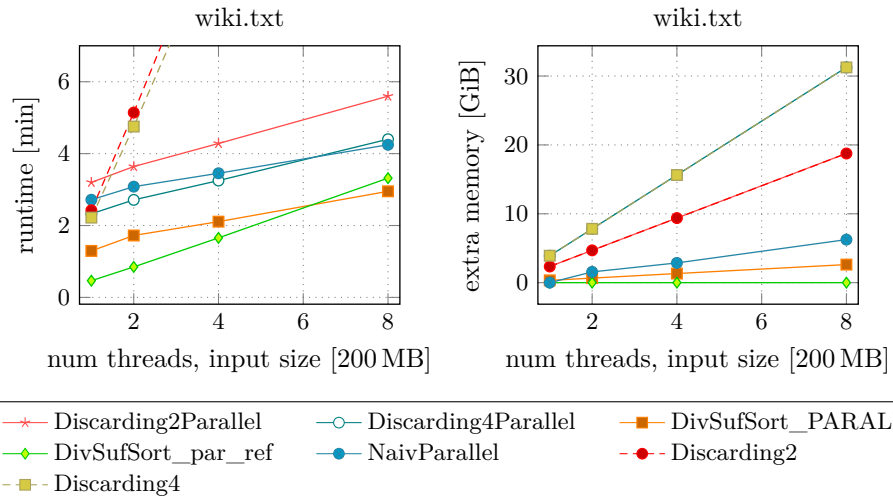 wiki.txt
runtime [min]
6
4
2
0
2 4 6 8
num threads, input size [200 MB]
wiki.txt
extra memory [GiB]
30
20
10
0
2 4 6 8
num threads, input size [200 MB]
Discarding2Parallel Discarding4Parallel DivSufSort_PARAL
DivSufSort_par_ref NaivParallel Discarding2
Discarding4